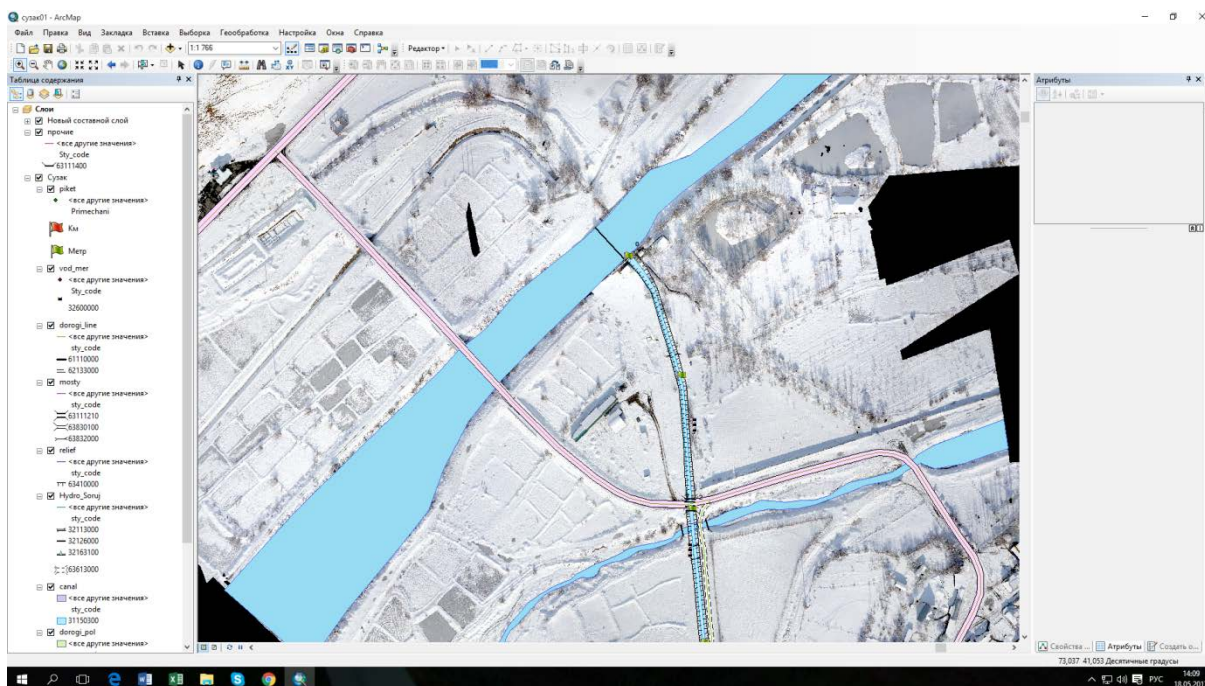 сузак01 - ArcMap
Файл Правка Вид Закладка Вставка Выборка Геообработка Настройка Окна Справка
1:1 766
Редактор
Таблица содержания
Слои
Новый составной слой
прочие
<все другие значения>
Sty_code
63111400
Сузак
piket
<все другие значения>
Primechani
Км
Метр
vod_mer
<все другие значения>
Sty_code
32600000
dorogi_line
<все другие значения>
sty_code
61110000
62133000
mosty
<все другие значения>
sty_code
63111210
63830100
63832000
relief
<все другие значения>
sty_code
63410000
Hydro_Soruj
<все другие значения>
sty_code
32113000
32126000
32163100
63613000
canal
<все другие значения>
sty_code
31150300
dorogi_pol
<все другие значения>
Атрибуты
Свойства ... Атрибуты Создать о...
73,037 41,053 Десятичные градусы
РУС
14:09
18.05.201